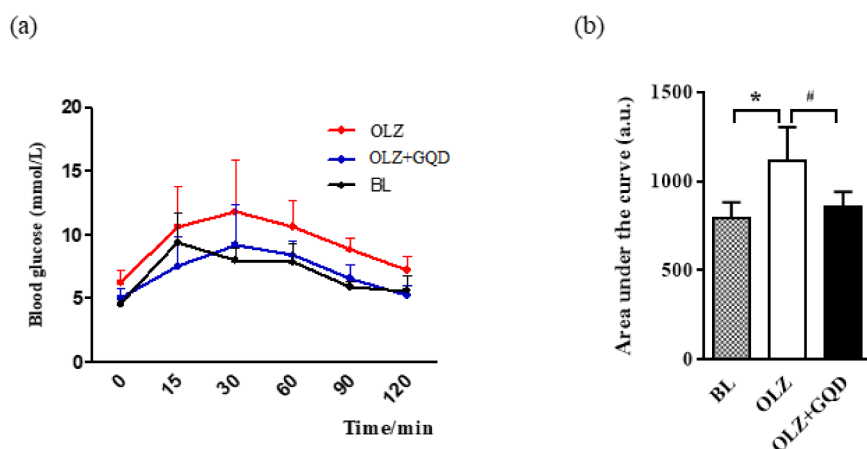 (a)
(b)
Blood glucose (mmol/L)
20
15
10
5
0
OLZ
OLZ+GQD
BL
0
15
30
60
90
120
Time/min
Area under the curve (a.u.)
1500
1000
500
0
*
#
BL
OLZ
OLZ+GQD